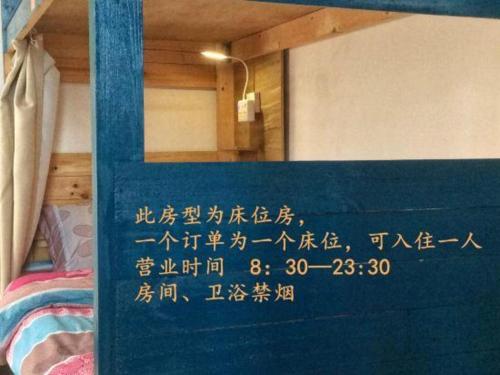 此房型为床位房，
一个订单为一个床位，可入住一人
营业时间 8：30—23:30
房间、卫浴禁烟